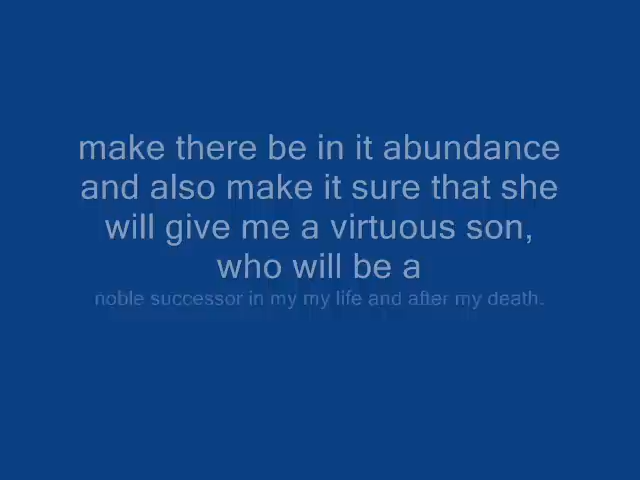 make there be in it abundance
and also make it sure that she
will give me a virtuous son,
who will be a
noble successor in my my life and after my death.